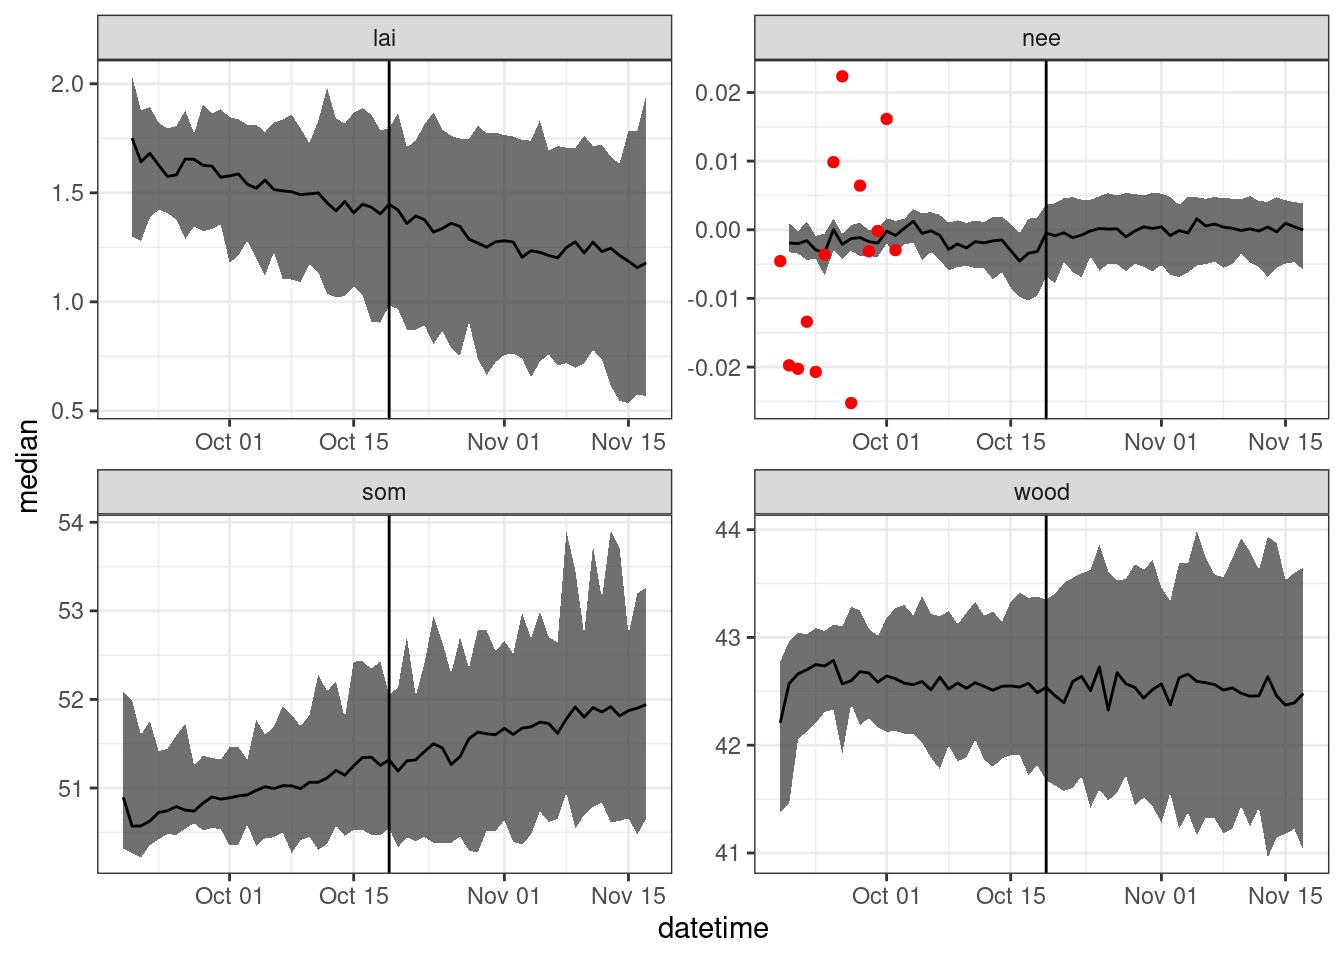 lai
nee
2.0
1.5
1.0
0.5
0.02
0.01
0.00
-0.01
-0.02
Oct 01 Oct 15 Nov 01 Nov 15
Oct 01 Oct 15 Nov 01 Nov 15
median
som
wood
54
53
52
51
44
43
42
41
Oct 01 Oct 15 Nov 01 Nov 15
Oct 01 Oct 15 Nov 01 Nov 15
datetime